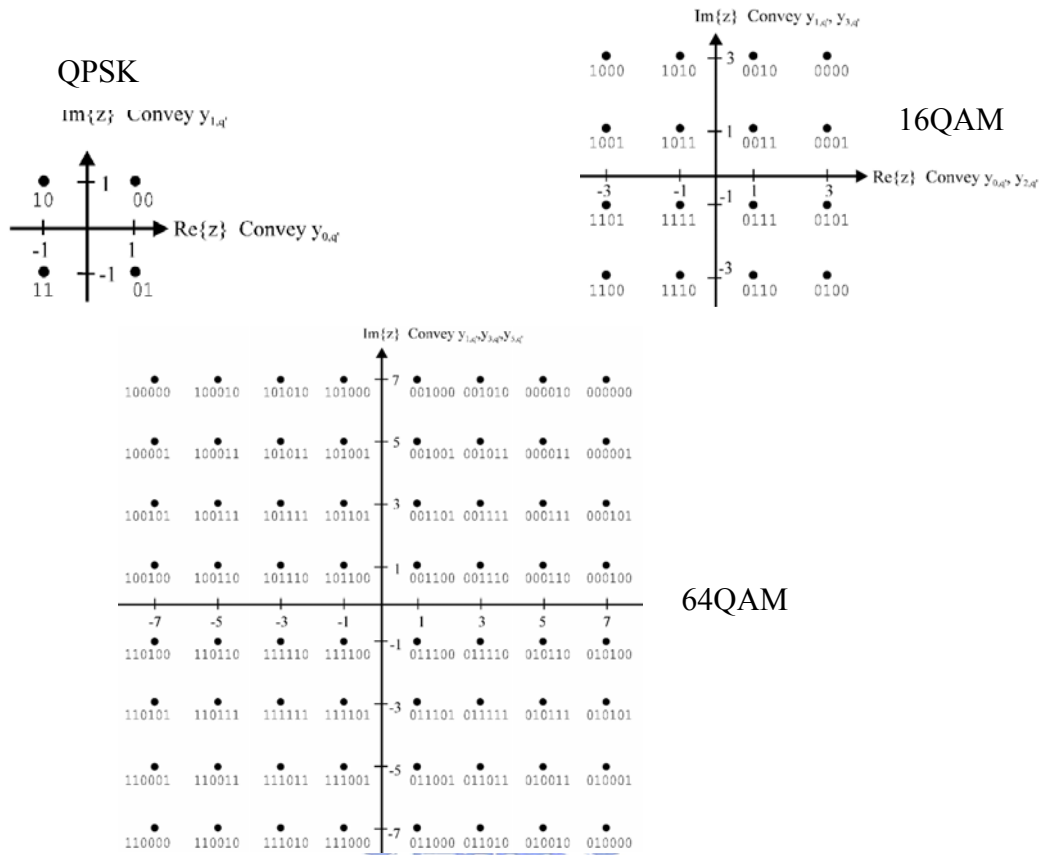 Im{z} Convey y1,q', y3,q'
QPSK
3
1000 1010 0010 0000
Im{z} Convey y1,q'
16QAM
1
1001 1011 0011 0001
1
10 00
-3 -1 1 3 Re{z} Convey y0,q', y2,q'
-1
1101 1111 0111 0101
Re{z} Convey y0,q'
-1 1
-1
11 01
-3
1100 1110 0110 0100
Im{z} Convey y1,q',y3,q',y5,q'
7
100000 100010 101010 101000 001000 001010 000010 000000
5
100001 100011 101011 101001 001001 001011 000011 000001
3
100101 100111 101111 101101 001101 001111 000111 000101
1
100100 100110 101110 101100 001100 001110 000110 000100
64QAM
-7 -5 -3 -1 1 3 5 7
-1
110100 110110 111110 111100 011100 011110 010110 010100
-3
110101 110111 111111 111101 011101 011111 010111 010101
-5
110001 110011 111011 111001 011001 011011 010011 010001
-7
110000 110010 111010 111000 011000 011010 010010 010000